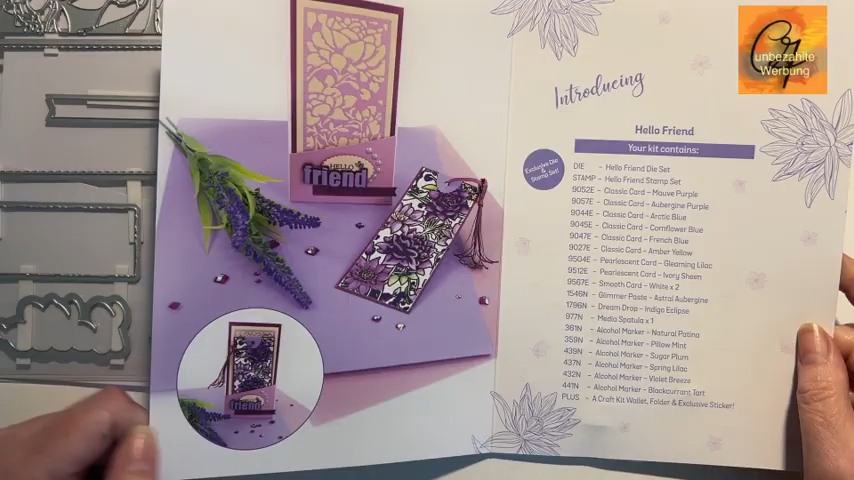 unbezahlte
Werbung
Introducing
Hello Friend
Your kit contains:
Exclusive Die &
Stamp Set!
DIE - Hello Friend Die Set
STAMP - Hello Friend Stamp Set
9052E - Classic Card - Mauve Purple
9057E - Classic Card - Aubergine Purple
9044E - Classic Card - Arctic Blue
9045E - Classic Card - Cornflower Blue
9047E - Classic Card - French Blue
9027E - Classic Card - Amber Yellow
9504E - Pearlescent Card - Gleaming Lilac
9512E - Pearlescent Card - Ivory Sheen
9567E - Smooth Card - White x 2
1546N - Glimmer Paste - Astral Aubergine
1796N - Dream Drop - Indigo Eclipse
977N - Media Spatula x 1
361N - Alcohol Marker - Natural Patina
359N - Alcohol Marker - Pillow Mint
439N - Alcohol Marker - Sugar Plum
437N - Alcohol Marker - Spring Lilac
432N - Alcohol Marker - Violet Breeze
441N - Alcohol Marker - Blackcurrant Tart
PLUS - A Craft Kit Wallet, Folder & Exclusive Sticker!
HELLO
friend
friend